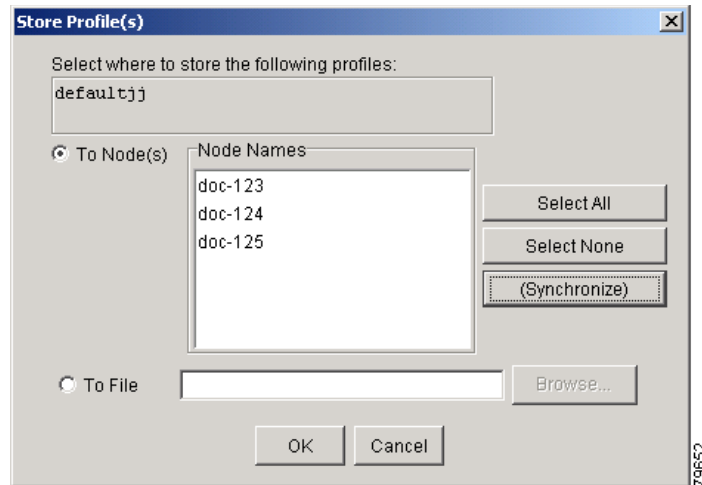 Store Profile(s)
Select where to store the following profiles:
defaultjj
To Node(s)
Node Names
doc-123
doc-124
doc-125
Select All
Select None
(Synchronize)
To File
Browse...
OK
Cancel
79652